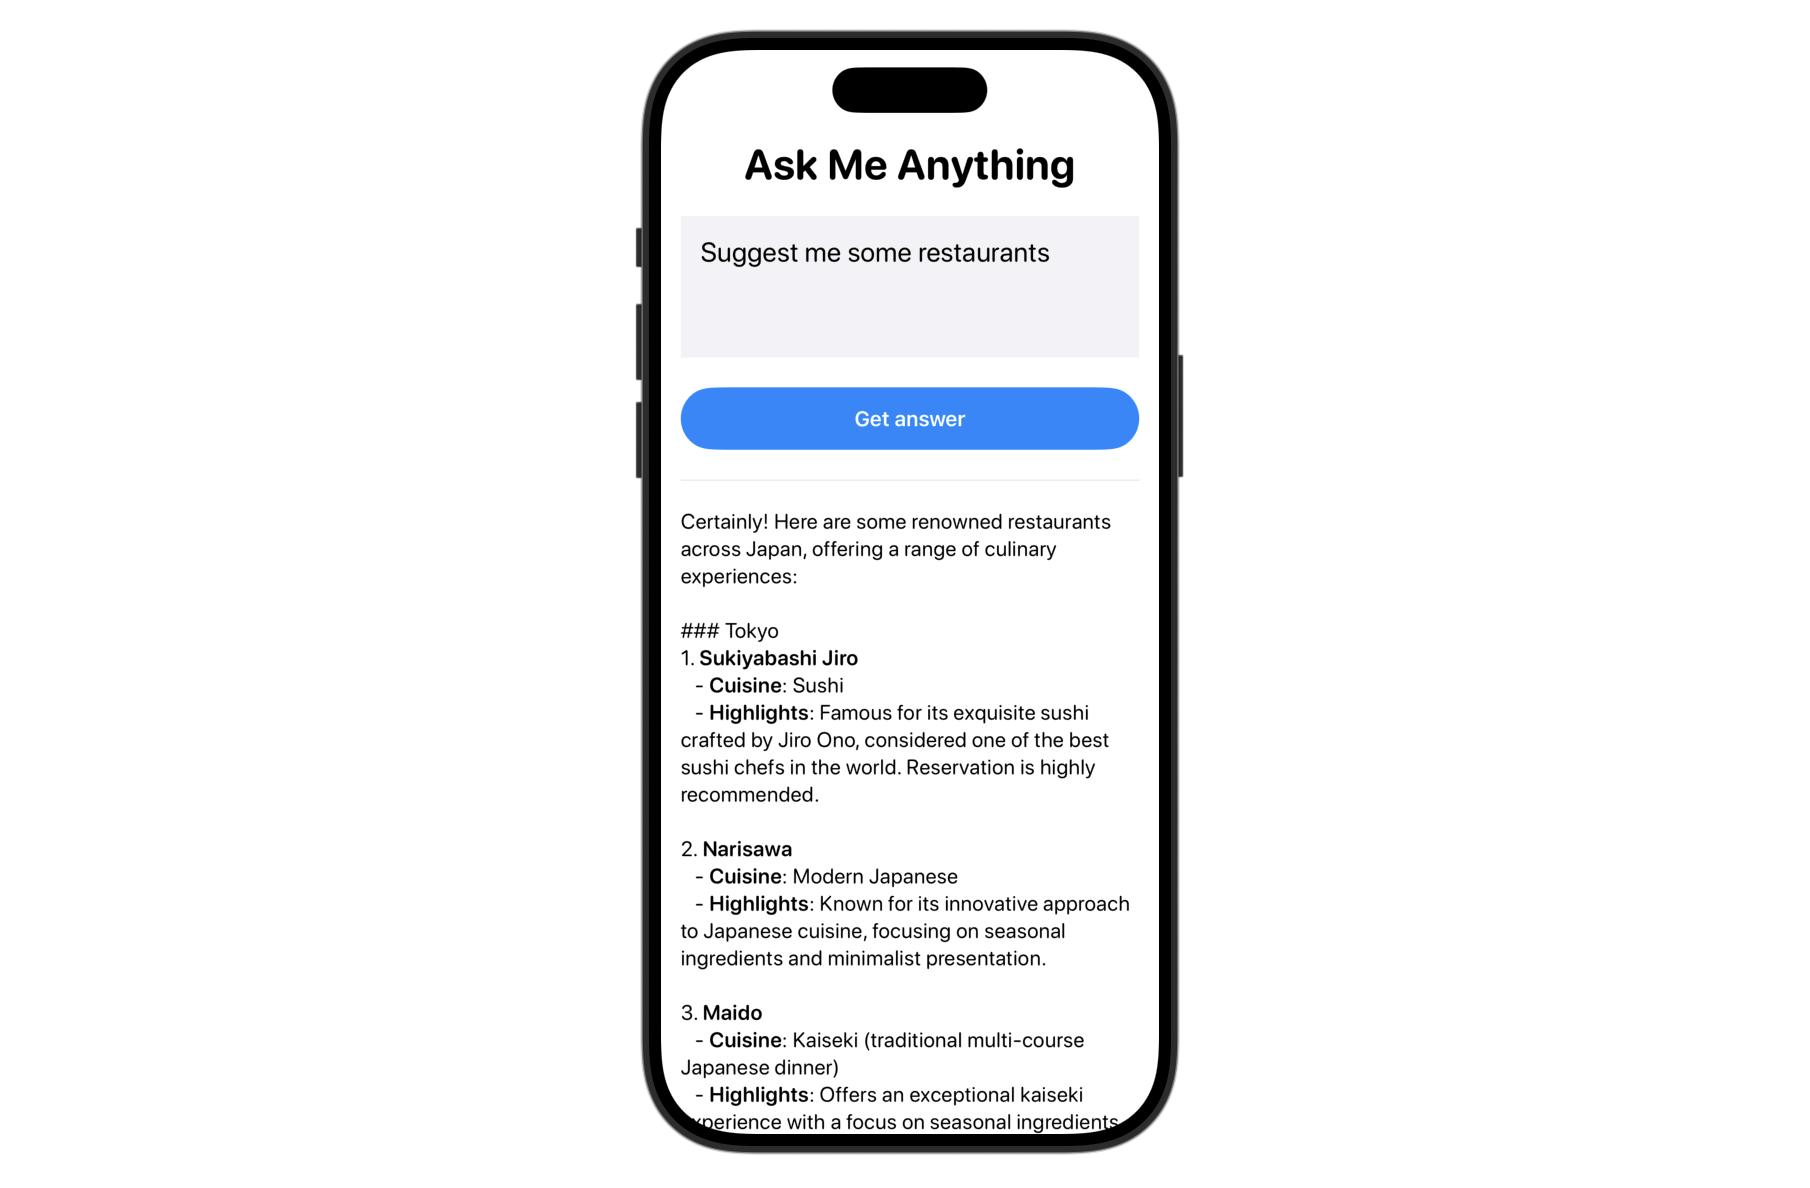 Ask Me Anything
Suggest me some restaurants
Get answer
Certainly! Here are some renowned restaurants
across Japan, offering a range of culinary
experiences:
### Tokyo
1. Sukiyabashi Jiro
- Cuisine: Sushi
- Highlights: Famous for its exquisite sushi
crafted by Jiro Ono, considered one of the best
sushi chefs in the world. Reservation is highly
recommended.
2. Narisawa
- Cuisine: Modern Japanese
- Highlights: Known for its innovative approach
to Japanese cuisine, focusing on seasonal
ingredients and minimalist presentation.
3. Maido
- Cuisine: Kaiseki (traditional multi-course
Japanese dinner)
- Highlights: Offers an exceptional kaiseki
experience with a focus on seasonal ingredients